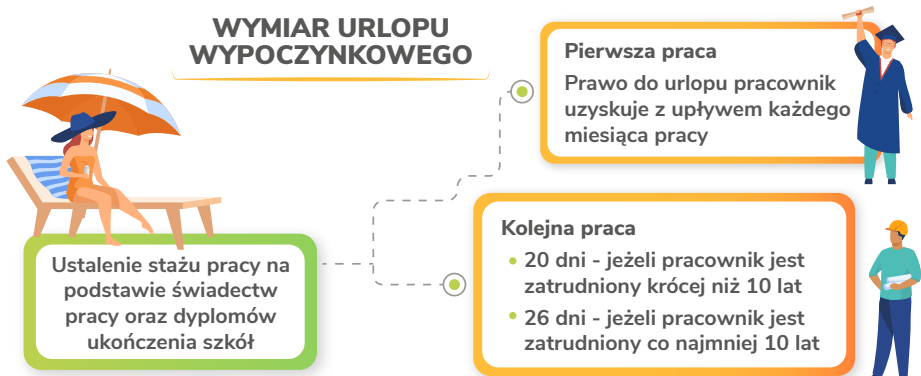 WYMIAR URLOPU
WYPOCZYNKOWEGO
Pierwsza praca
Prawo do urlopu pracownik
uzyskuje z upływem każdego
miesiąca pracy
Ustalenie stażu pracy na
podstawie świadectw
pracy oraz dyplomów
ukończenia szkół
Kolejna praca
• 20 dni - jeżeli pracownik jest
zatrudniony krócej niż 10 lat
• 26 dni - jeżeli pracownik jest
zatrudniony co najmniej 10 lat